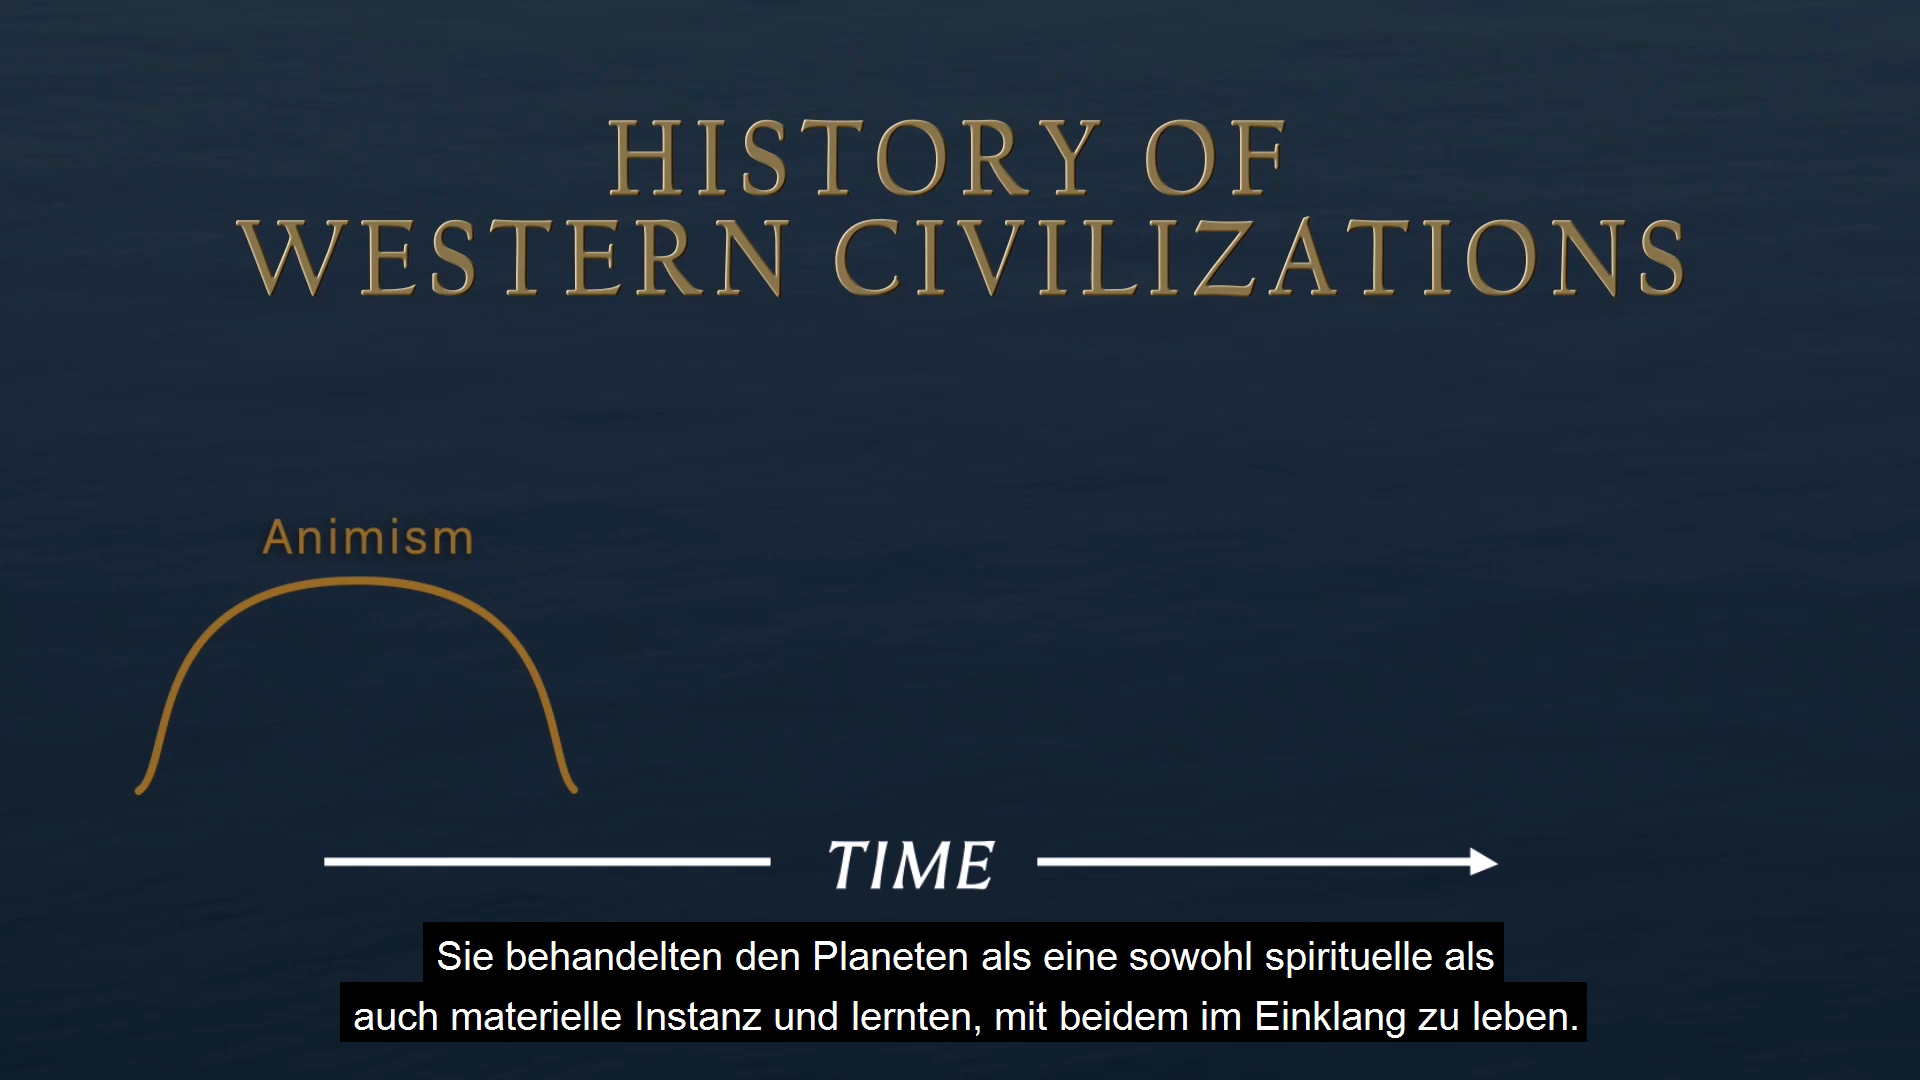 HISTORY OF
WESTERN CIVILIZATIONS
Animism
TIME
Sie behandelten den Planeten als eine sowohl spirituelle als
auch materielle Instanz und lernten, mit beidem im Einklang zu leben.